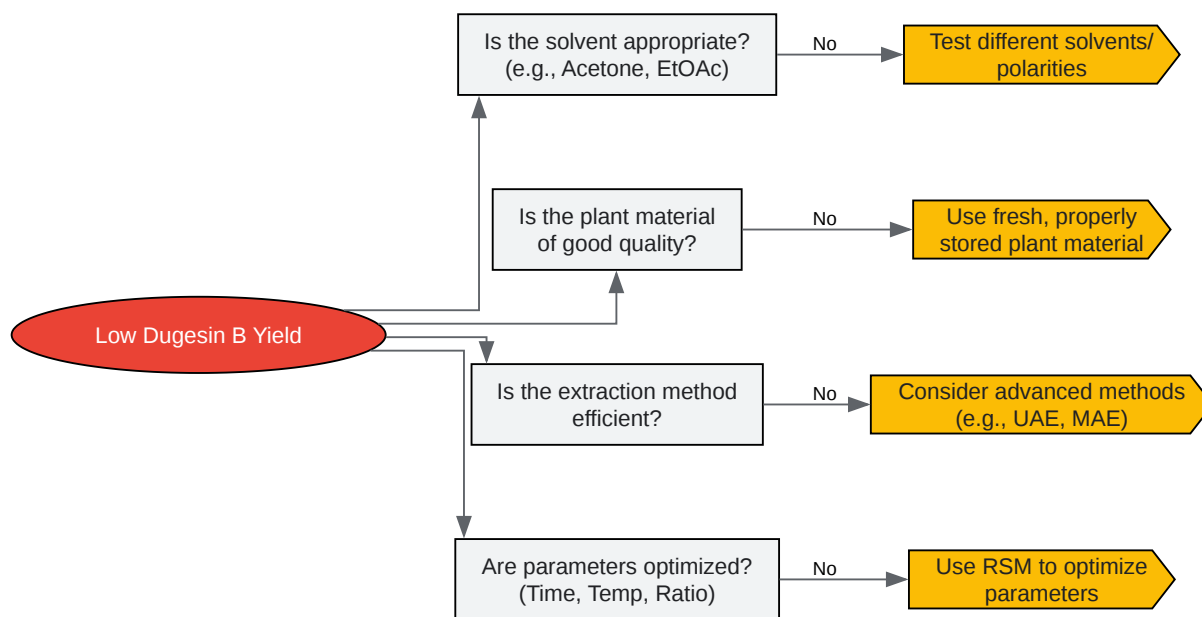 Is the solvent appropriate?
(e.g., Acetone, EtOAc)
No
Test different solvents/
polarities
Is the plant material
of good quality?
No
Use fresh, properly
stored plant material
Low Dugesin B Yield
Is the extraction method
efficient?
No
Consider advanced methods
(e.g., UAE, MAE)
Are parameters optimized?
(Time, Temp, Ratio)
No
Use RSM to optimize
parameters